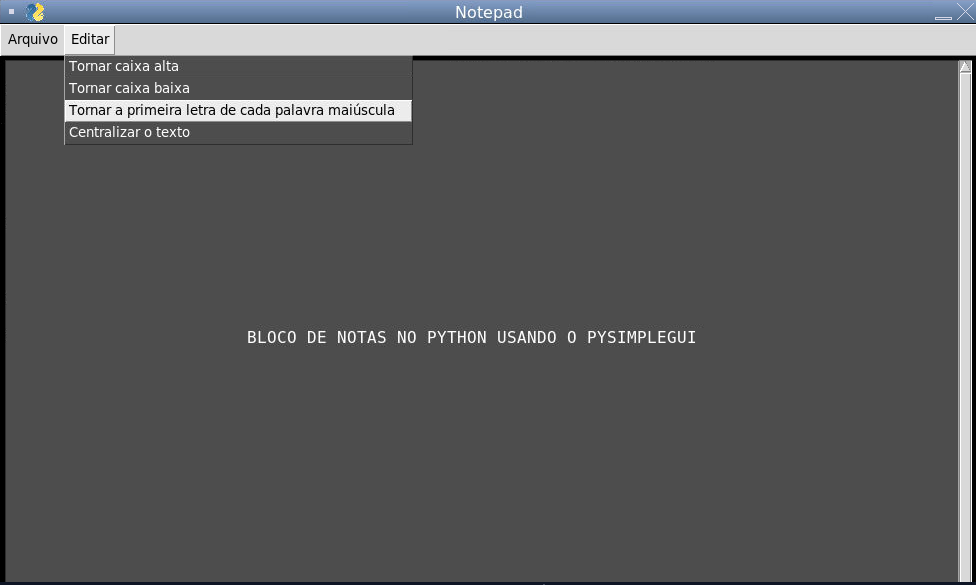 Notepad
Arquivo Editar
Tornar caixa alta
Tornar caixa baixa
Tornar a primeira letra de cada palavra maiúscula
Centralizar o texto
BLOCO DE NOTAS NO PYTHON USANDO O PYSIMPLEGUI